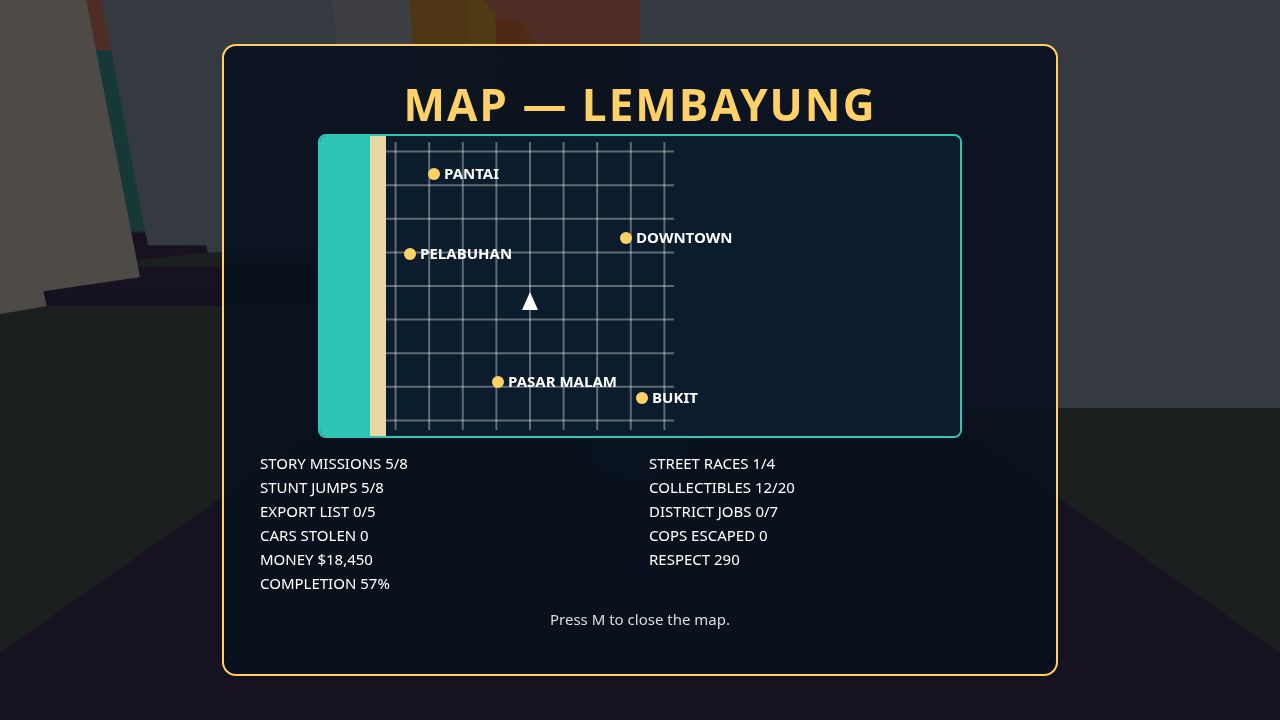 MAP — LEMBAYUNG
PANTAI
DOWNTOWN
PELABUHAN
PASAR MALAM
BUKIT
STORY MISSIONS 5/8
STUNT JUMPS 5/8
EXPORT LIST 0/5
CARS STOLEN 0
MONEY $18,450
COMPLETION 57%
STREET RACES 1/4
COLLECTIBLES 12/20
DISTRICT JOBS 0/7
COPS ESCAPED 0
RESPECT 290
Press M to close the map.